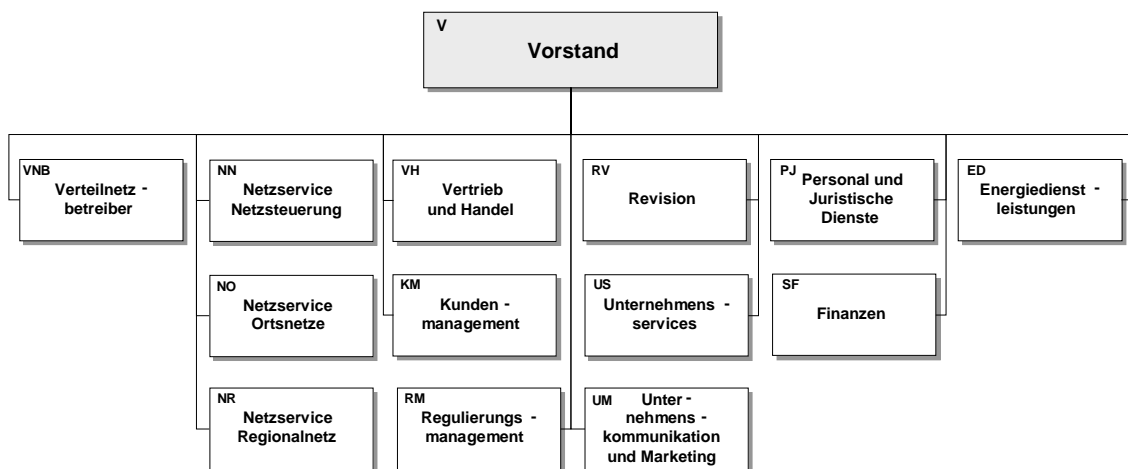 V
Vorstand
VNB
Verteilnetz -
betreiber
NN
Netzservice
Netzsteuerung
VH
Vertrieb
und Handel
RV
Revision
PJ
Personal und
Juristische
Dienste
ED
Energiedienst -
leistungen
NO
Netzservice
Ortsnetze
KM
Kunden -
management
US
Unternehmens -
services
SF
Finanzen
NR
Netzservice
Regionalnetz
RM
Regulierungs -
management
UM
Unter -
nehmens -
kommunikation
und Marketing